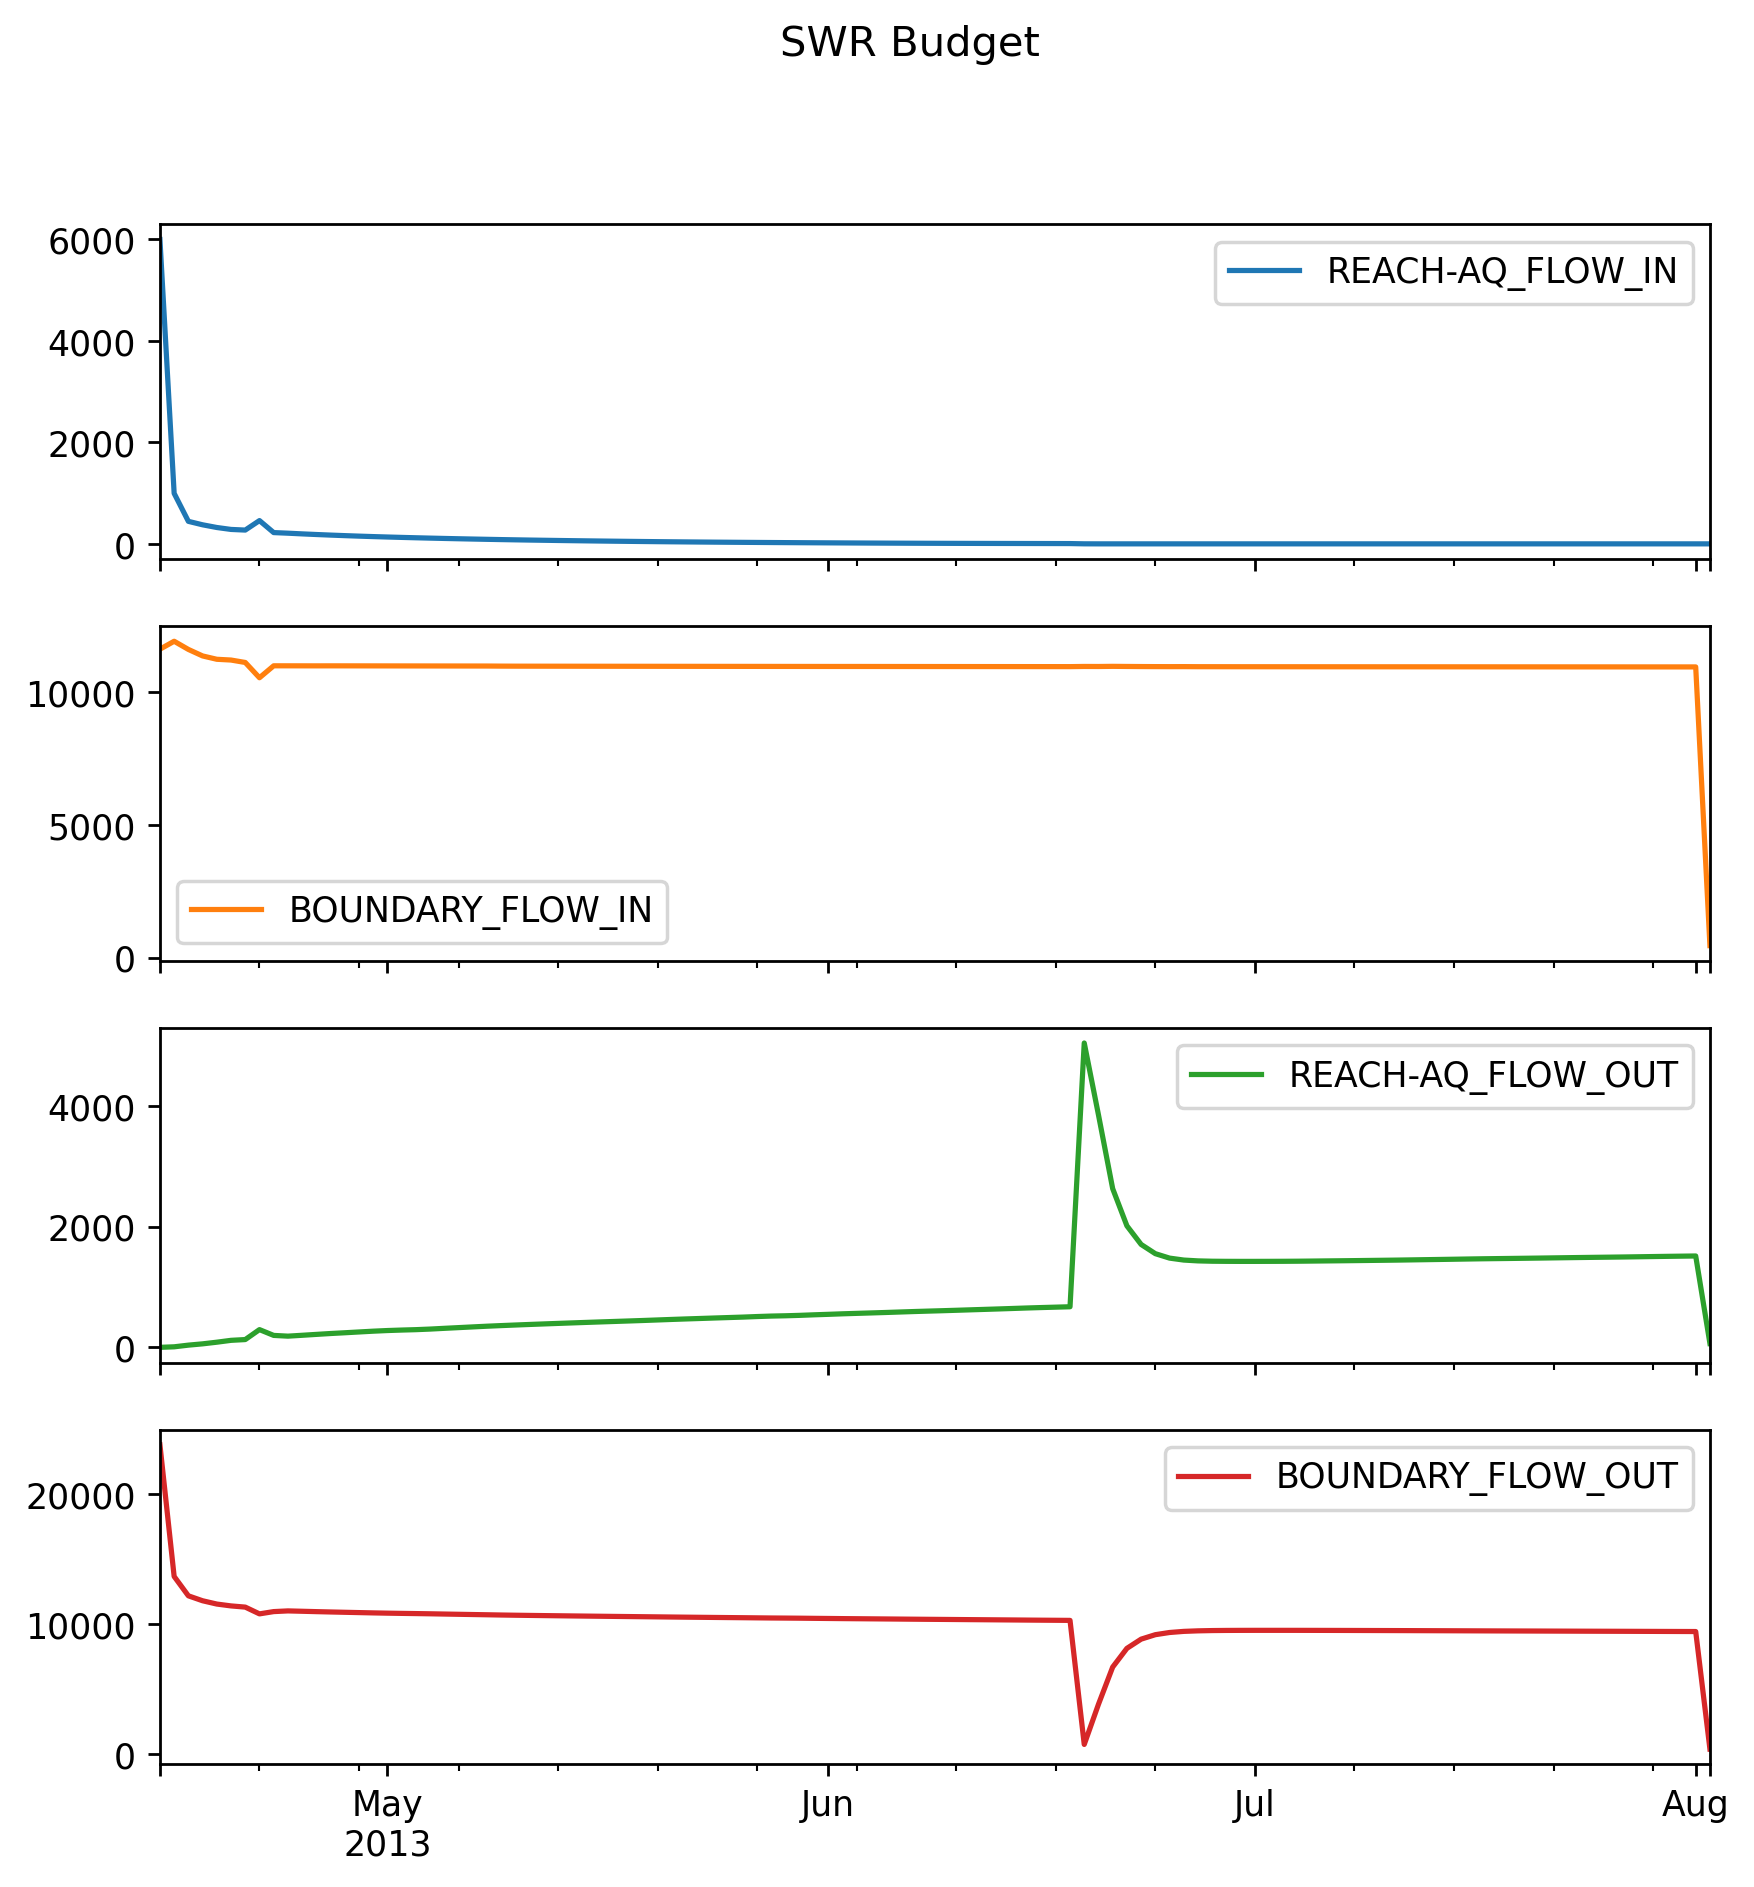 SWR Budget
6000
4000
2000
0
REACH-AQ_FLOW_IN
10000
5000
0
BOUNDARY_FLOW_IN
4000
2000
0
REACH-AQ_FLOW_OUT
20000
10000
0
BOUNDARY_FLOW_OUT
May Jun Jul Aug
2013